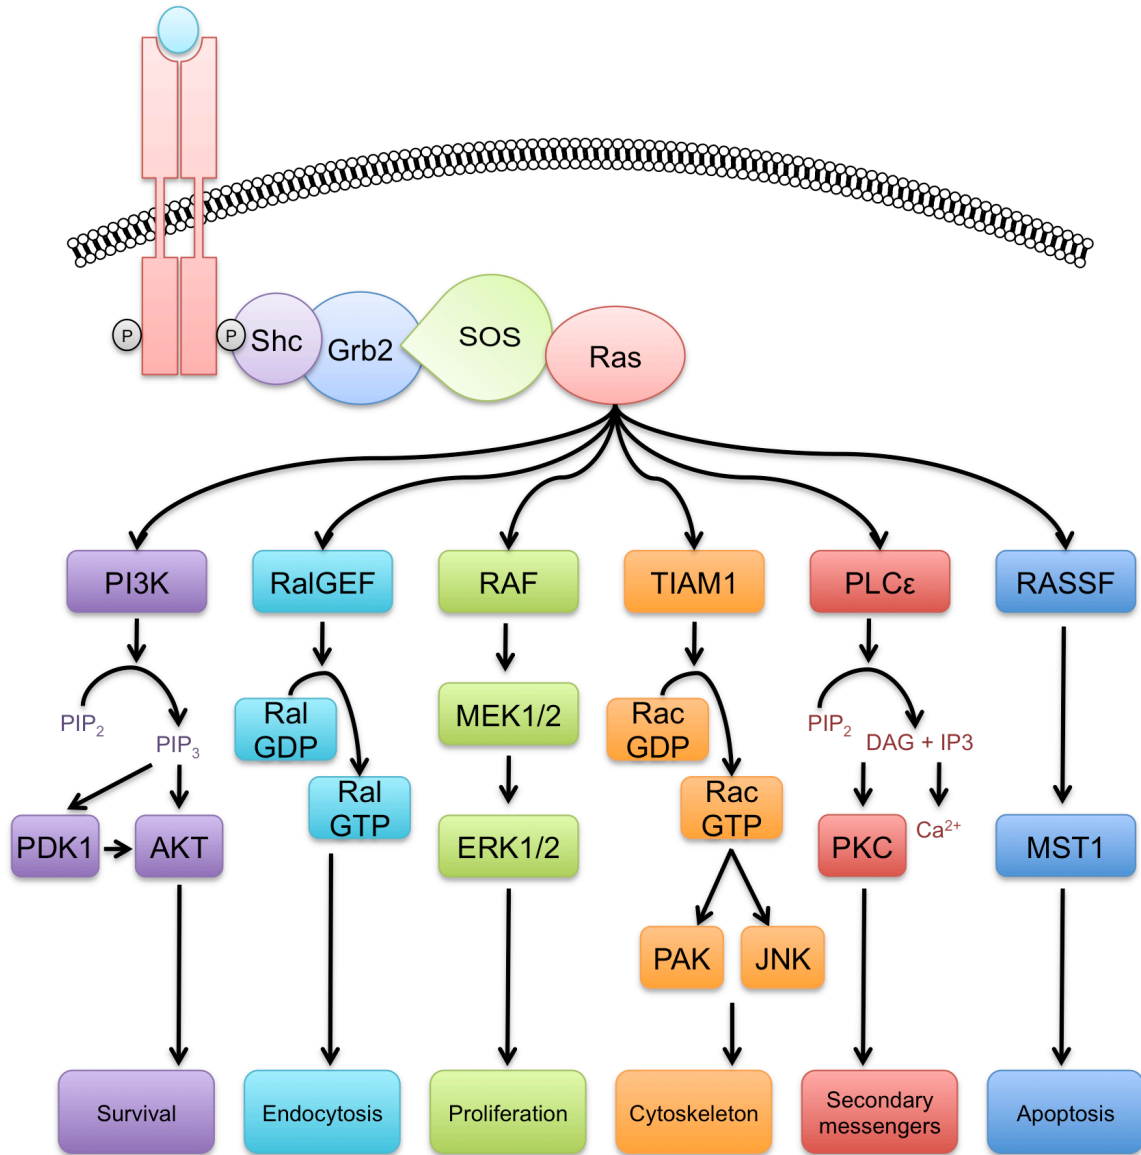 P
P
Shc
Grb2
SOS
Ras
PI3K
RalGEF
RAF
TIAM1
PLCε
RASSF
PIP₂
PIP₃
Ral
GDP
Ral
GTP
MEK1/2
Rac
GDP
Rac
GTP
PIP₂
DAG + IP3
Ca²⁺
PDK1
AKT
ERK1/2
PKC
MST1
PAK
JNK
Survival
Endocytosis
Proliferation
Cytoskeleton
Secondary
messengers
Apoptosis